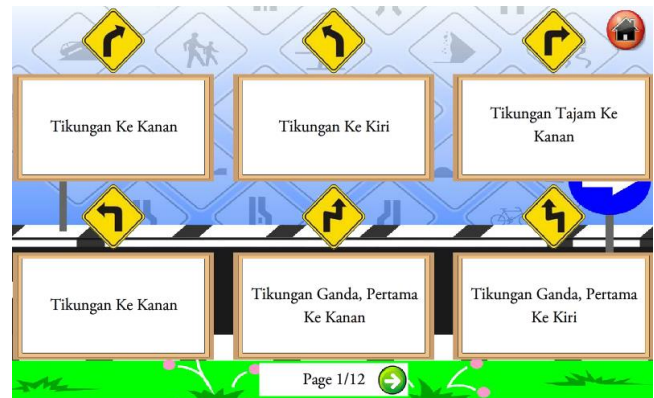 Tikungan Ke Kanan
Tikungan Ke Kiri
Tikungan Tajam Ke
Kanan
Tikungan Ke Kanan
Tikungan Ganda, Pertama
Ke Kanan
Tikungan Ganda, Pertama
Ke Kiri
Page 1/12